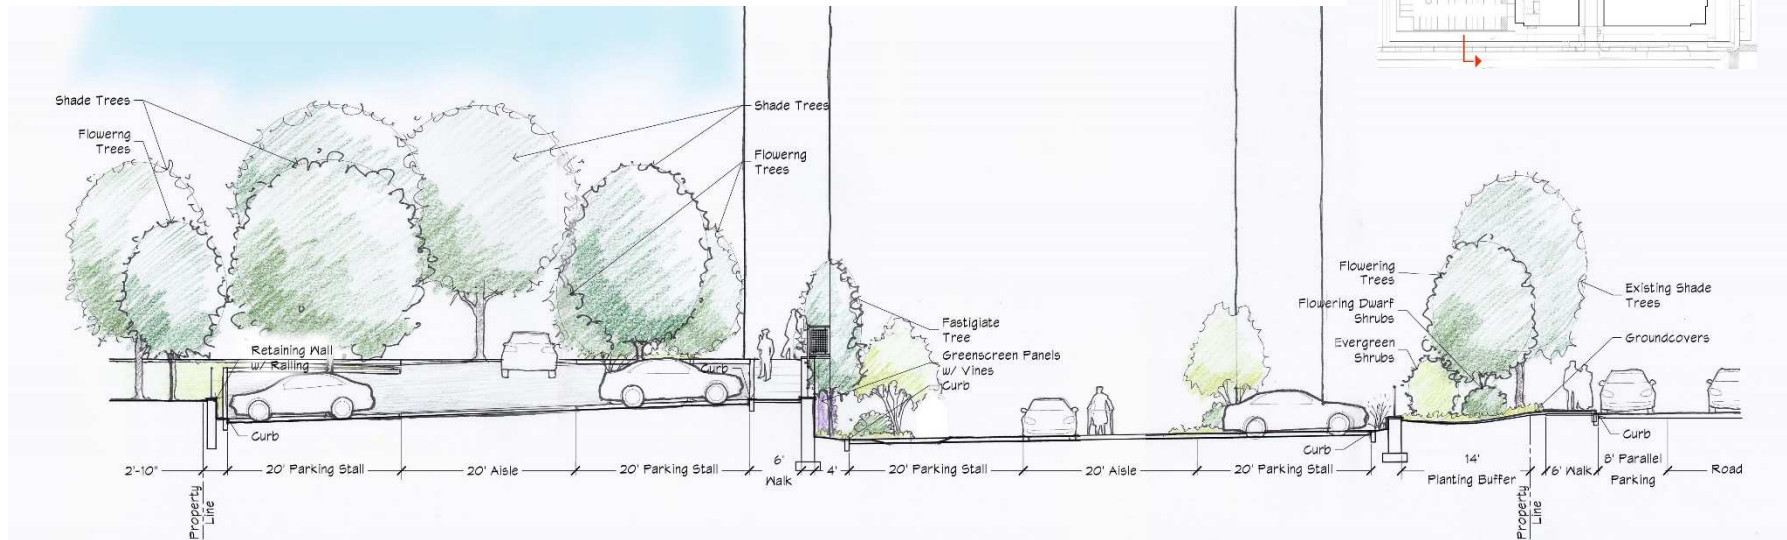 Shade Trees
Flowerng
Trees
Shade Trees
Flowerng
Trees
Retaining Wall
w/ Railing
Curb
Curb
Fastigiate
Tree
Greenscreen Panels
w/ Vines
Curb
Flowering
Trees
Flowering Dwarf
Shrubs
Evergreen
Shrubs
Existing Shade
Trees
Groundcovers
Curb
Curb
2'-10"
20' Parking Stall
20' Aisle
20' Parking Stall
6'
Walk
4'
20' Parking Stall
20' Aisle
20' Parking Stall
14'
Planting Buffer
6' Walk
8' Parallel
Parking
Road
Property
Line
Property
Line